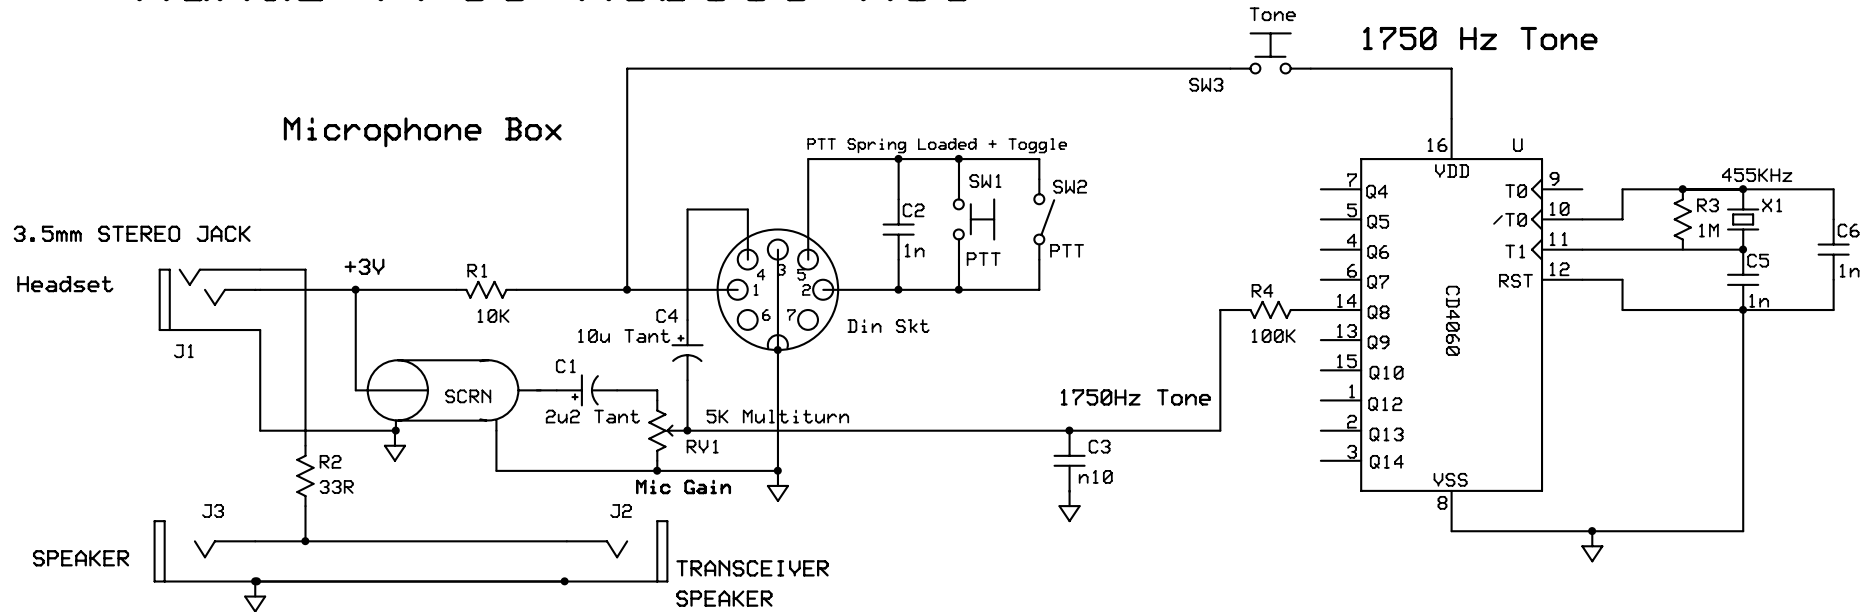 Tone
1750 Hz Tone
SW3
Microphone Box
PTT Spring Loaded + Toggle
16
U
VDD
455KHz
3.5mm STEREO JACK
Headset
J1
+3V
R1
10K
C4
10u Tant
+
4
3
5
1
2
6
7
Din Skt
C2
1n
SW1
PTT
SW2
PTT
SCRN
C1
+
2u2 Tant
5K Multiturn
RV1
Mic Gain
1750Hz Tone
C3
n10
R4
100K
7 Q4
5 Q5
4 Q6
6 Q7
14 Q8
13 Q9
15 Q10
1 Q12
2 Q13
3 Q14
CD4060
T0 9
/T0 10
T1 11
RST 12
VSS
8
R3
1M
X1
C5
1n
C6
1n
R2
33R
J3
J2
SPEAKER
TRANSCEIVER
SPEAKER